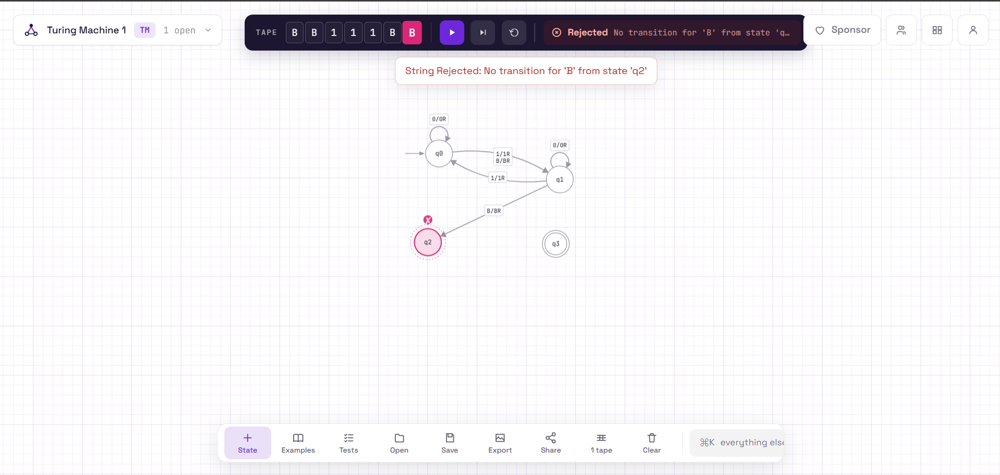 Turing Machine 1 TM 1 open
TAPE B B 1 1 1 B B
Rejected No transition for 'B' from state 'q…
Sponsor
String Rejected: No transition for 'B' from state 'q2'
0/0R
q0
0/0R
1/1R
B/BR
1/1R
q1
B/BR
X
q2
q3
State
Examples
Tests
Open
Save
Export
Share
1 tape
Clear
⌘K everything else